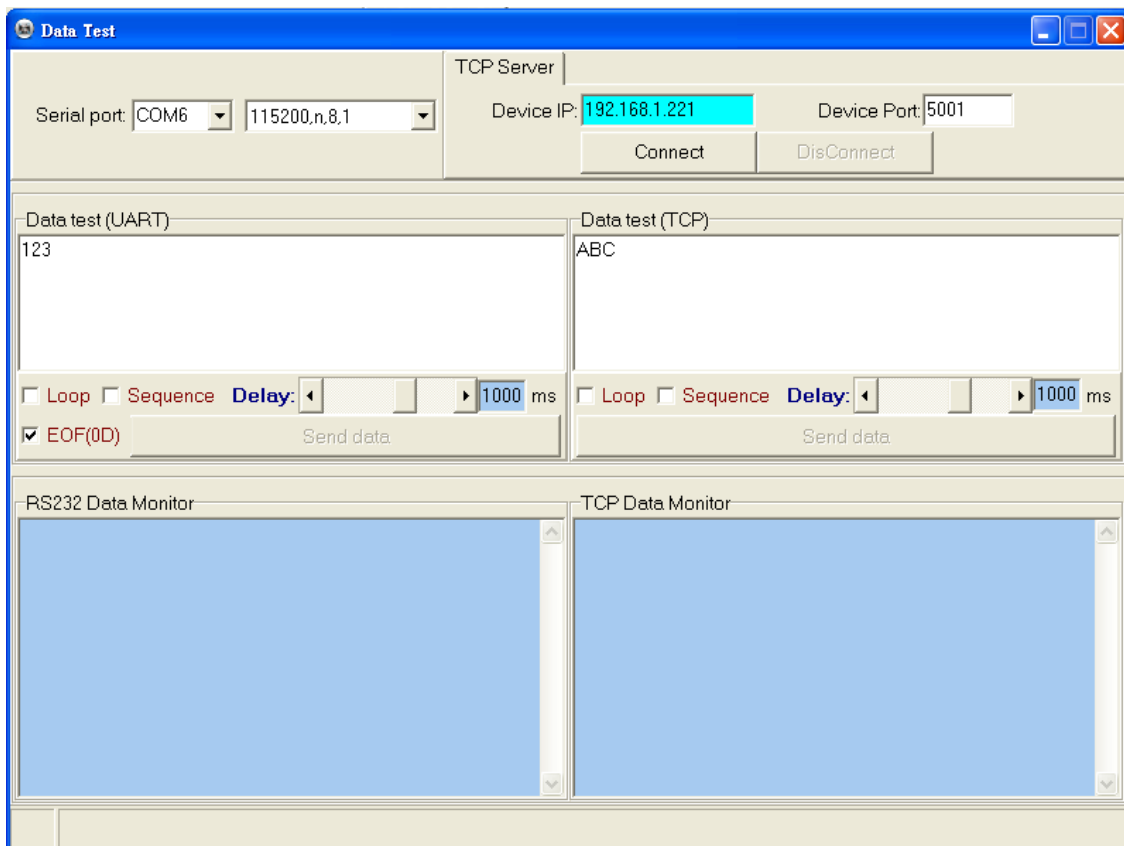 Data Test
TCP Server
Serial port: COM6 115200,n,8,1
Device IP: 192.168.1.221 Device Port: 5001
Connect DisConnect
Data test (UART) Data test (TCP)
123 ABC
Loop Sequence Delay: 1000 ms Loop Sequence Delay: 1000 ms
EOF(0D) Send data Send data
RS232 Data Monitor TCP Data Monitor